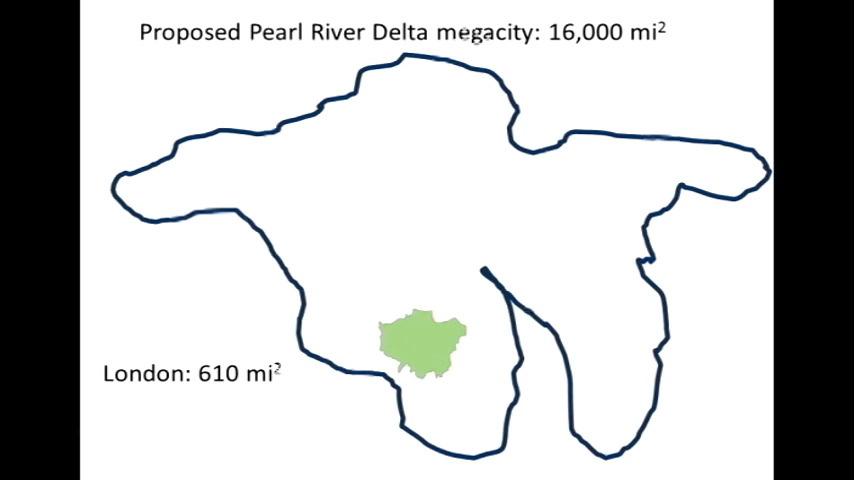 Proposed Pearl River Delta megacity: 16,000 mi²
London: 610 mi²